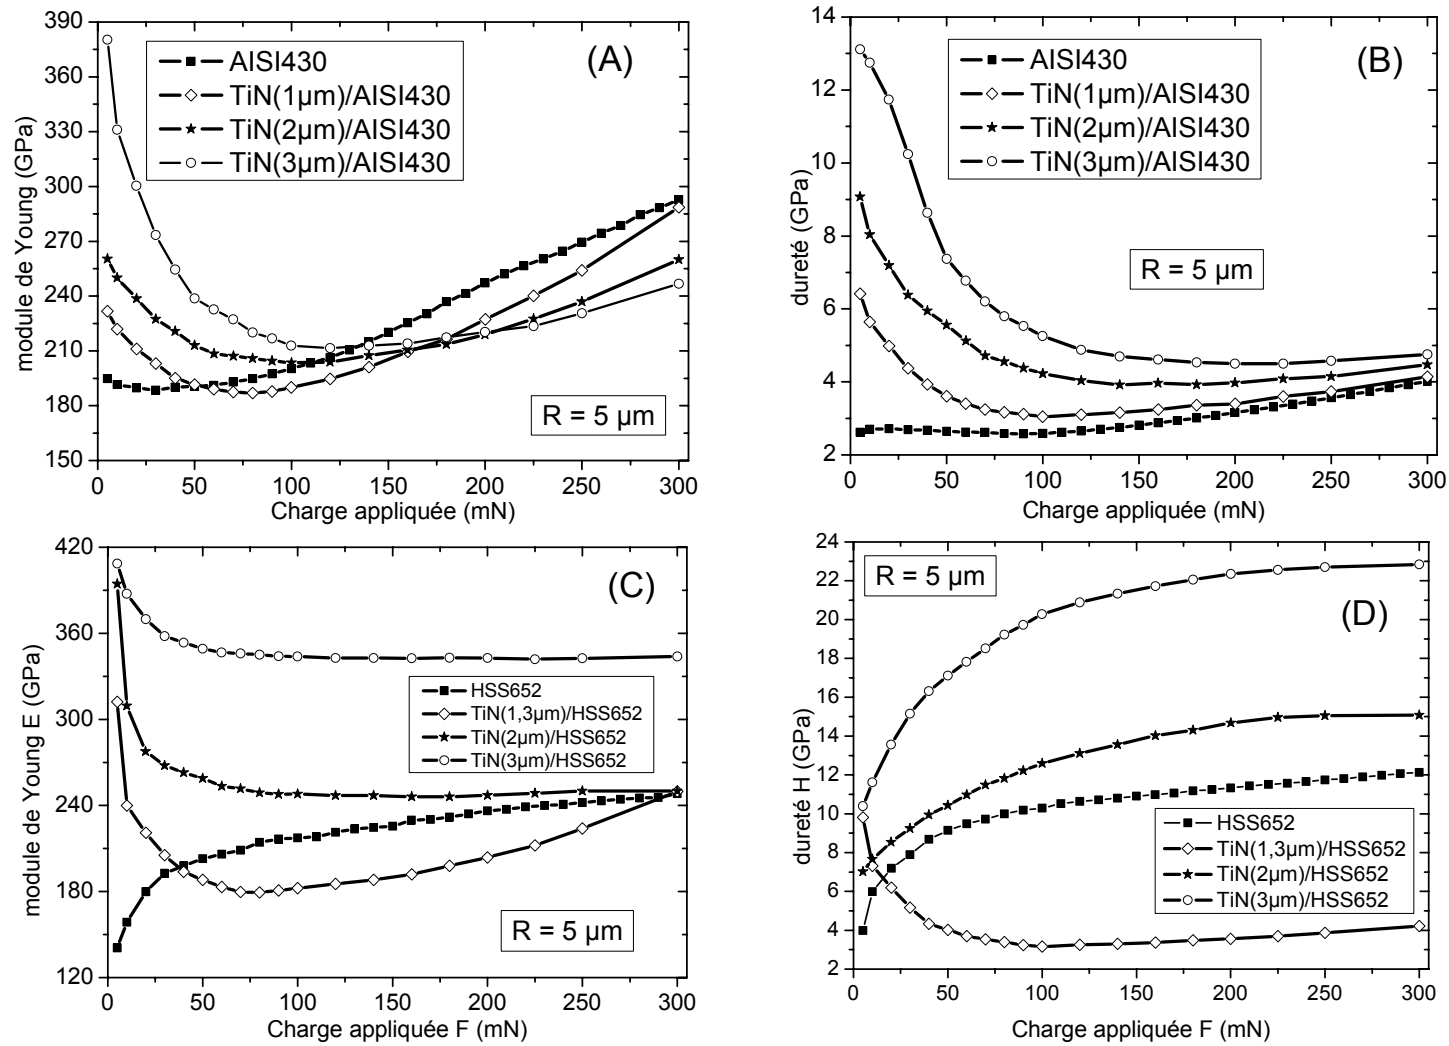 390
360
330
300
270
240
210
180
150
module de Young (GPa)
AISI430
TiN(1µm)/AISI430
TiN(2µm)/AISI430
TiN(3µm)/AISI430
(A)
R = 5 µm
0 50 100 150 200 250 300
Charge appliquée (mN)
14
12
10
8
6
4
2
dureté (GPa)
AISI430
TiN(1µm)/AISI430
TiN(2µm)/AISI430
TiN(3µm)/AISI430
(B)
R = 5 µm
0 50 100 150 200 250 300
Charge appliquée (mN)
420
360
300
240
180
120
module de Young E (GPa)
(C)
HSS652
TiN(1,3µm)/HSS652
TiN(2µm)/HSS652
TiN(3µm)/HSS652
R = 5 µm
0 50 100 150 200 250 300
Charge appliquée F (mN)
24
22
20
18
16
14
12
10
8
6
4
2
dureté H (GPa)
R = 5 µm
(D)
HSS652
TiN(1,3µm)/HSS652
TiN(2µm)/HSS652
TiN(3µm)/HSS652
0 50 100 150 200 250 300
Charge appliquée F (mN)